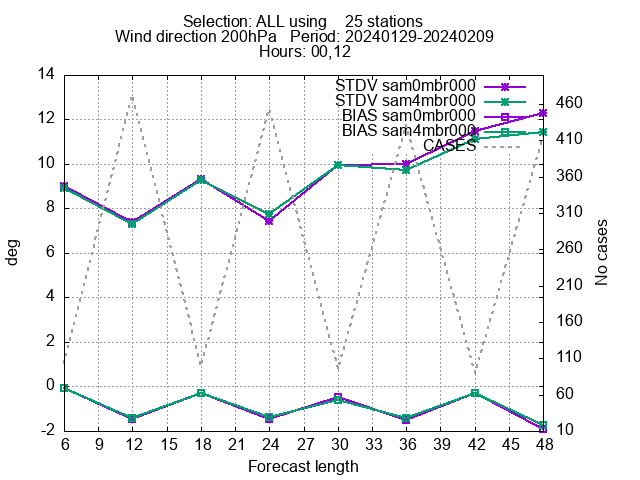 Selection: ALL using 25 stations
Wind direction 200hPa Period: 20240129-20240209
Hours: 00,12
14
12
10
8
6
4
2
0
-2
deg
STDV sam0mbr000
STDV sam4mbr000
BIAS sam0mbr000
BIAS sam4mbr000
CASES
460
410
360
310
260
210
160
110
60
10
No cases
6 9 12 15 18 21 24 27 30 33 36 39 42 45 48
Forecast length